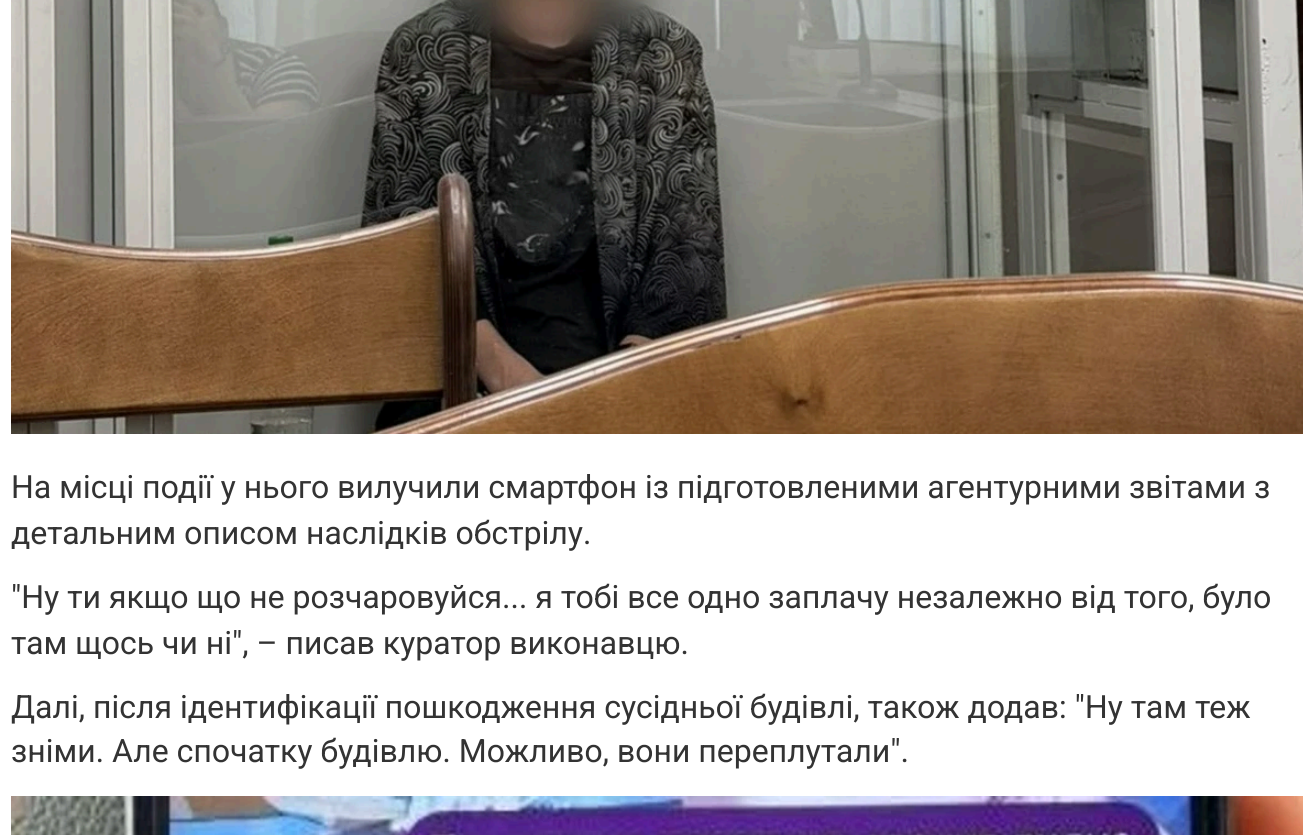 На місці події у нього вилучили смартфон із підготовленими агентурними звітами з
детальним описом наслідків обстрілу.
"Ну ти якщо що не розчаровуйся... я тобі все одно заплачу незалежно від того, було
там щось чи ні", – писав куратор виконавцю.
Далі, після ідентифікації пошкодження сусідньої будівлі, також додав: "Ну там теж
зніми. Але спочатку будівлю. Можливо, вони переплутали".